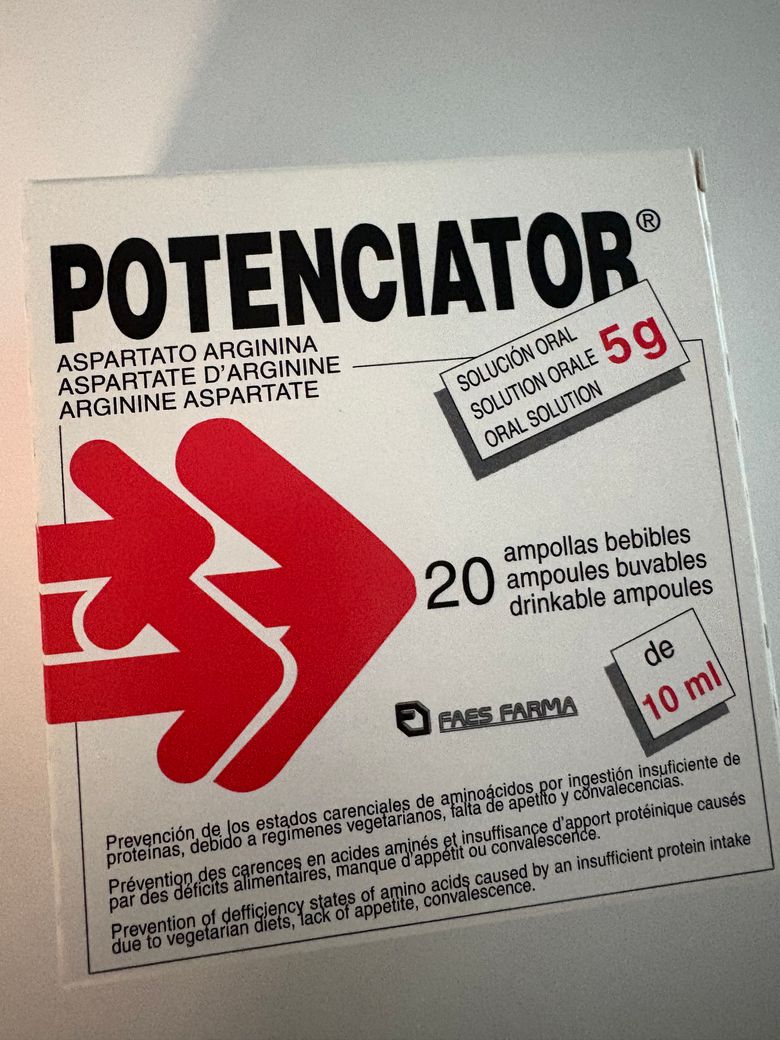 POTENCIATOR®
ASPARTATO ARGININA
ASPARTATE D'ARGININE
ARGININE ASPARTATE
SOLUCIÓN ORAL
SOLUTION ORALE
ORAL SOLUTION
5g
20
ampollas bebibles
ampoules buvables
drinkable ampoules
de
10 ml
FAES FARMA
Prevención de los estados carenciales de aminoácidos por ingestión insuficiente de
proteínas, debido a regímenes vegetarianos, falta de apetito y convalecencias.
Prévention des carences en acides aminés et insuffisance d'apport protéinique causés
par des déficits alimentaires, manque d'appétit ou convalescence.
Prevention of defficiency states of amino acids caused by an insufficient protein intake
due to vegetarian diets, lack of appetite, convalescence.